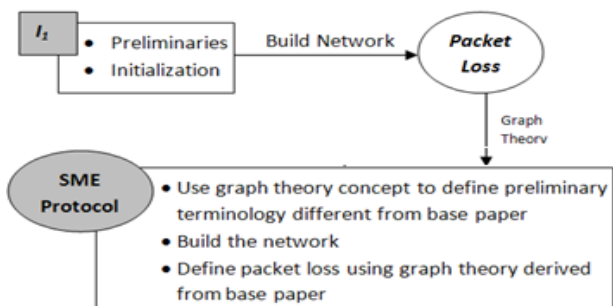 I1
• Preliminaries
• Initialization
Build Network
Packet
Loss
Graph
Theory
SME
Protocol
• Use graph theory concept to define preliminary
terminology different from base paper
• Build the network
• Define packet loss using graph theory derived
from base paper